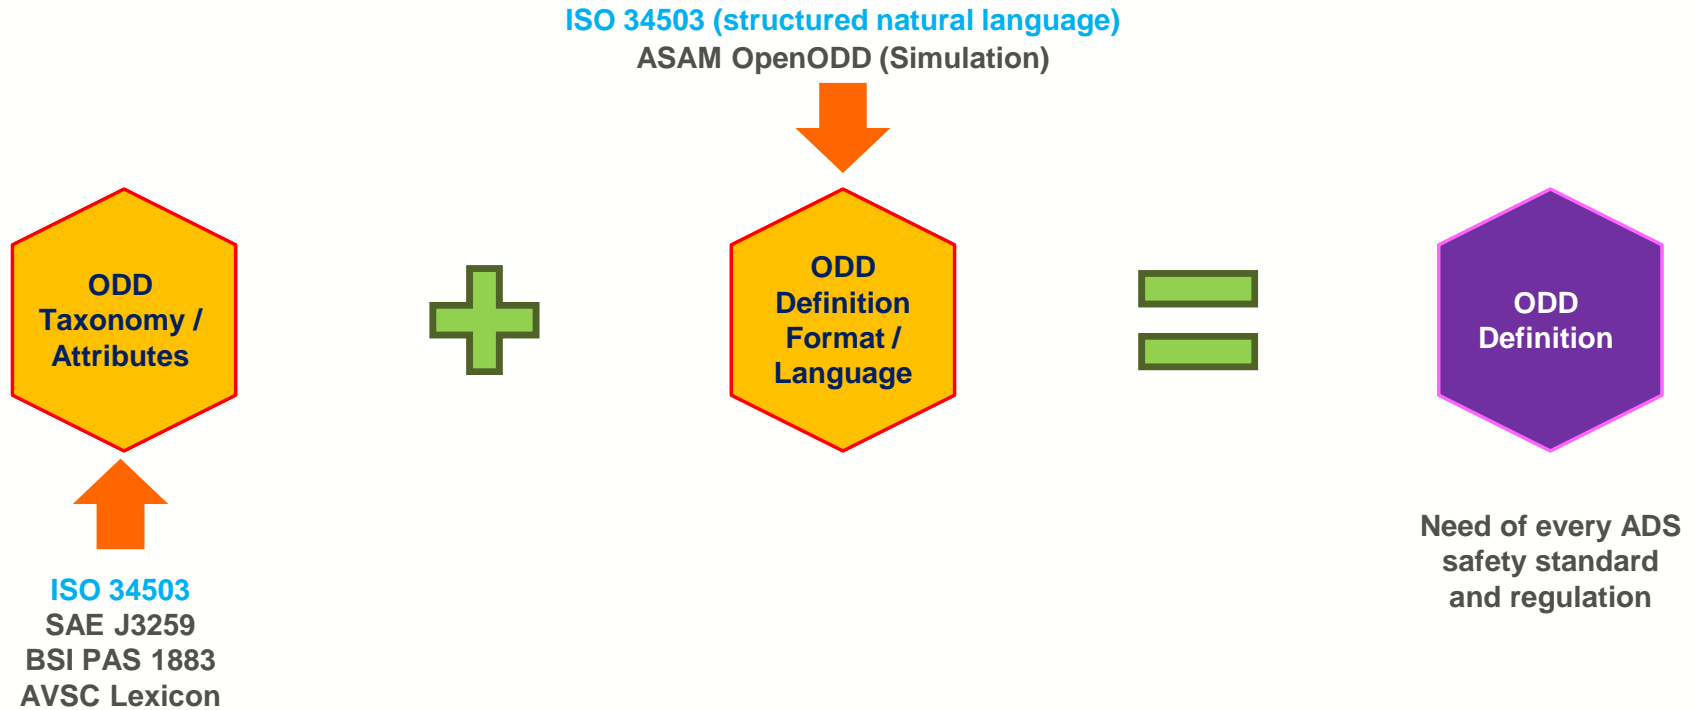 ISO 34503 (structured natural language)
ASAM OpenODD (Simulation)
ODD
Taxonomy /
Attributes
ODD
Definition
Format /
Language
ODD
Definition
ISO 34503
SAE J3259
BSI PAS 1883
AVSC Lexicon
Need of every ADS
safety standard
and regulation